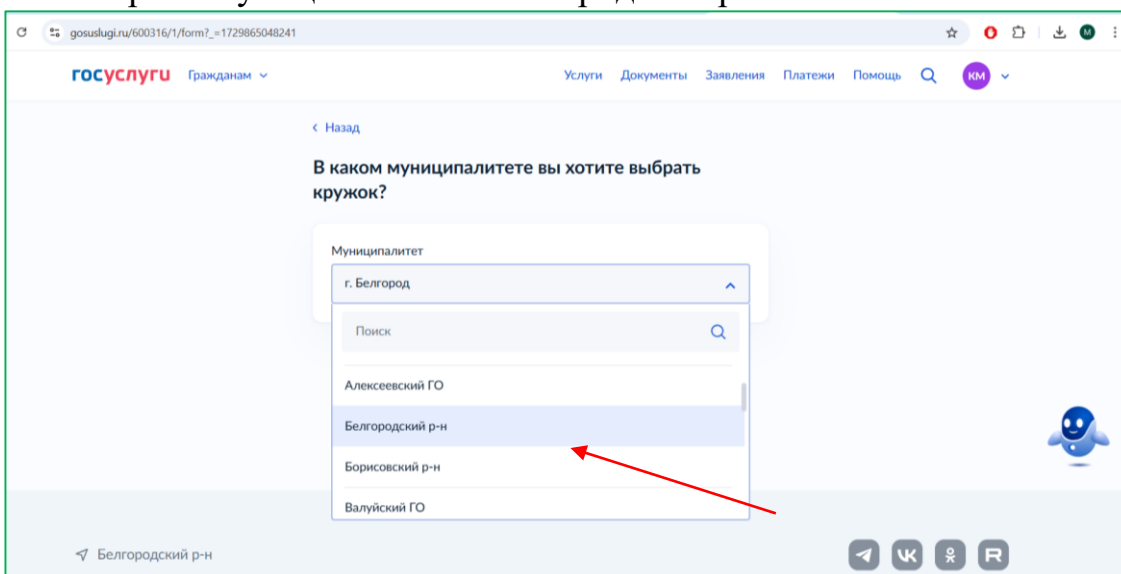 gosuslugi.ru/600316/1/form?_=1729865048241
M
госуслуги Гражданам Услуги Документы Заявления Платежи Помощь КМ
Назад
В каком муниципалитете вы хотите выбрать
кружок?
Муниципалитет
г. Белгород
Поиск
Алексеевский ГО
Белгородский р-н
Борисовский р-н
Валуйский ГО
Белгородский р-н